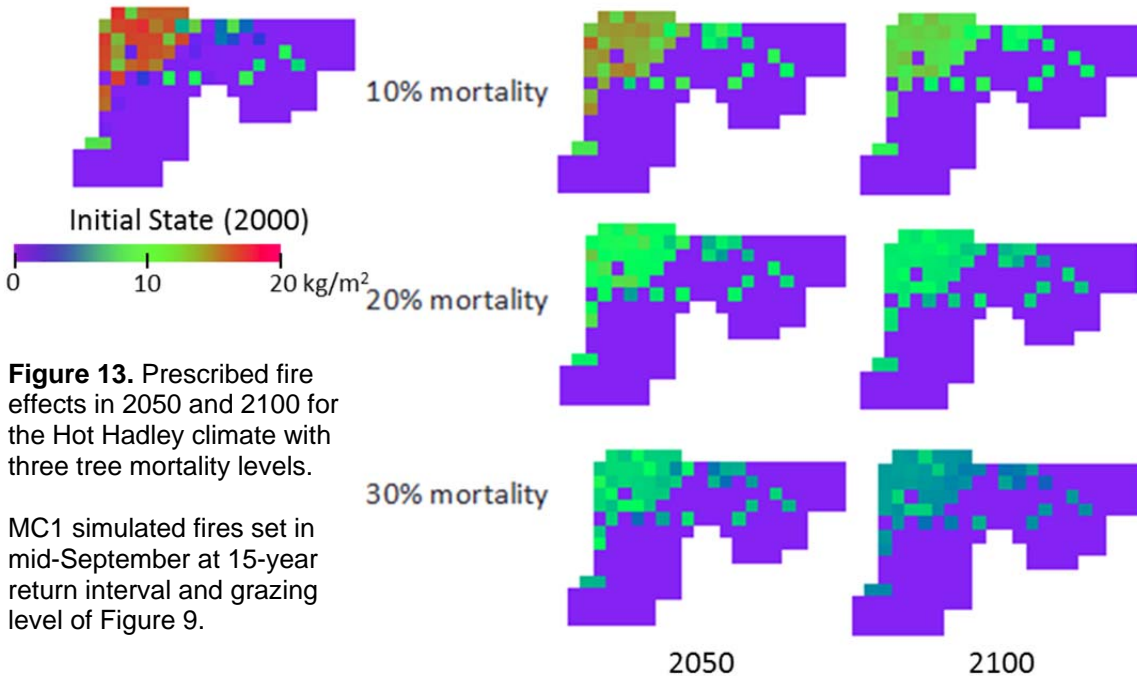 Initial State (2000)
0 10 20 kg/m2
Figure 13. Prescribed fire
effects in 2050 and 2100 for
the Hot Hadley climate with
three tree mortality levels.
MC1 simulated fires set in
mid-September at 15-year
return interval and grazing
level of Figure 9.
10% mortality
20% mortality
30% mortality
2050 2100